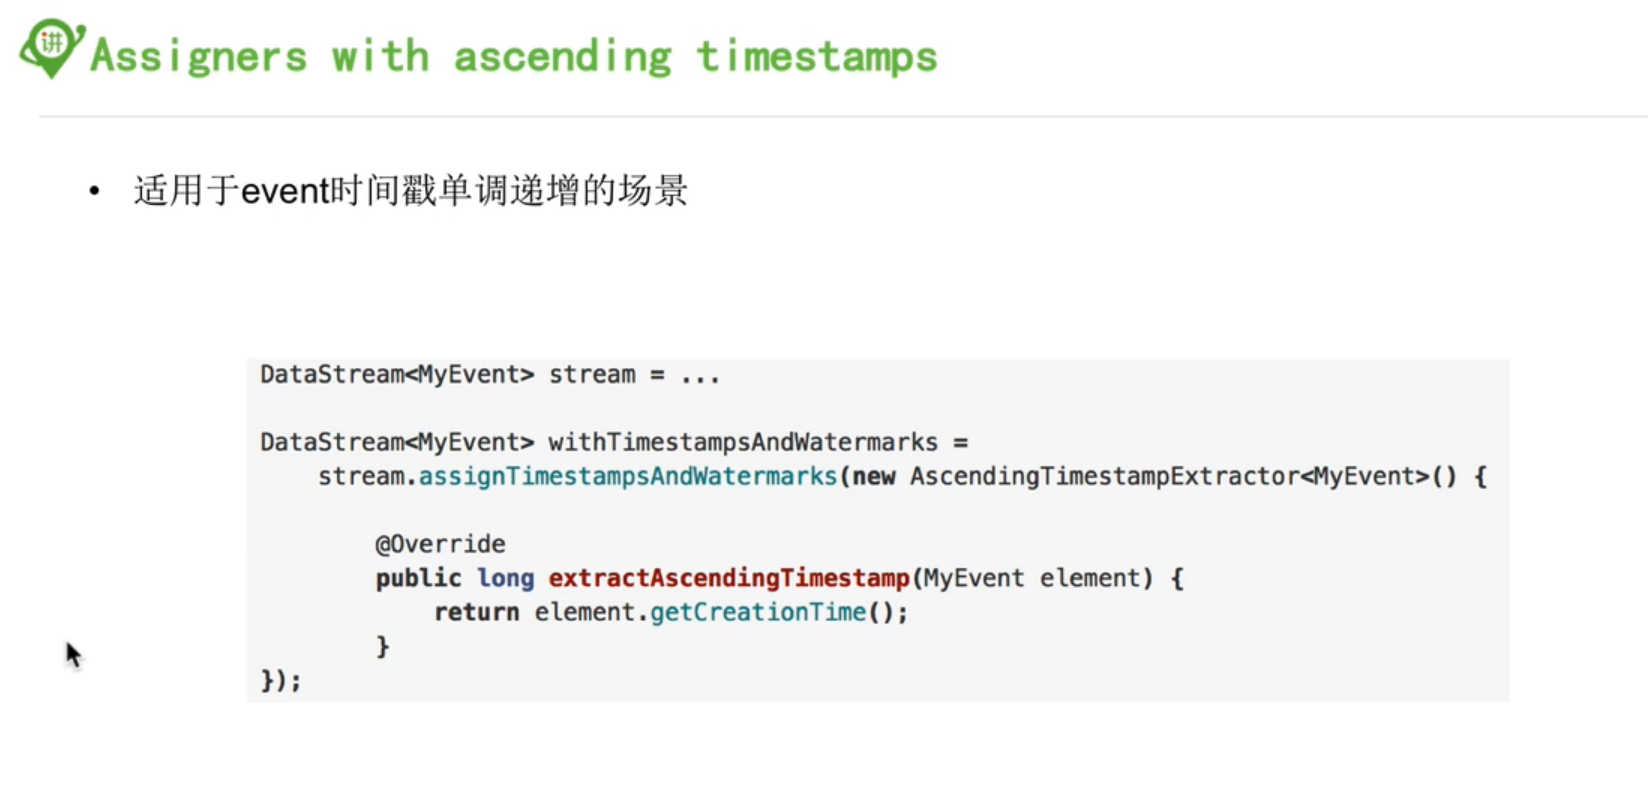 讲
Assigners with ascending timestamps
• 适用于event时间戳单调递增的场景
DataStream<MyEvent> stream = ...
DataStream<MyEvent> withTimestampsAndWatermarks =
stream.assignTimestampsAndWatermarks(new AscendingTimestampExtractor<MyEvent>() {
@Override
public long extractAscendingTimestamp(MyEvent element) {
return element.getCreationTime();
}
});